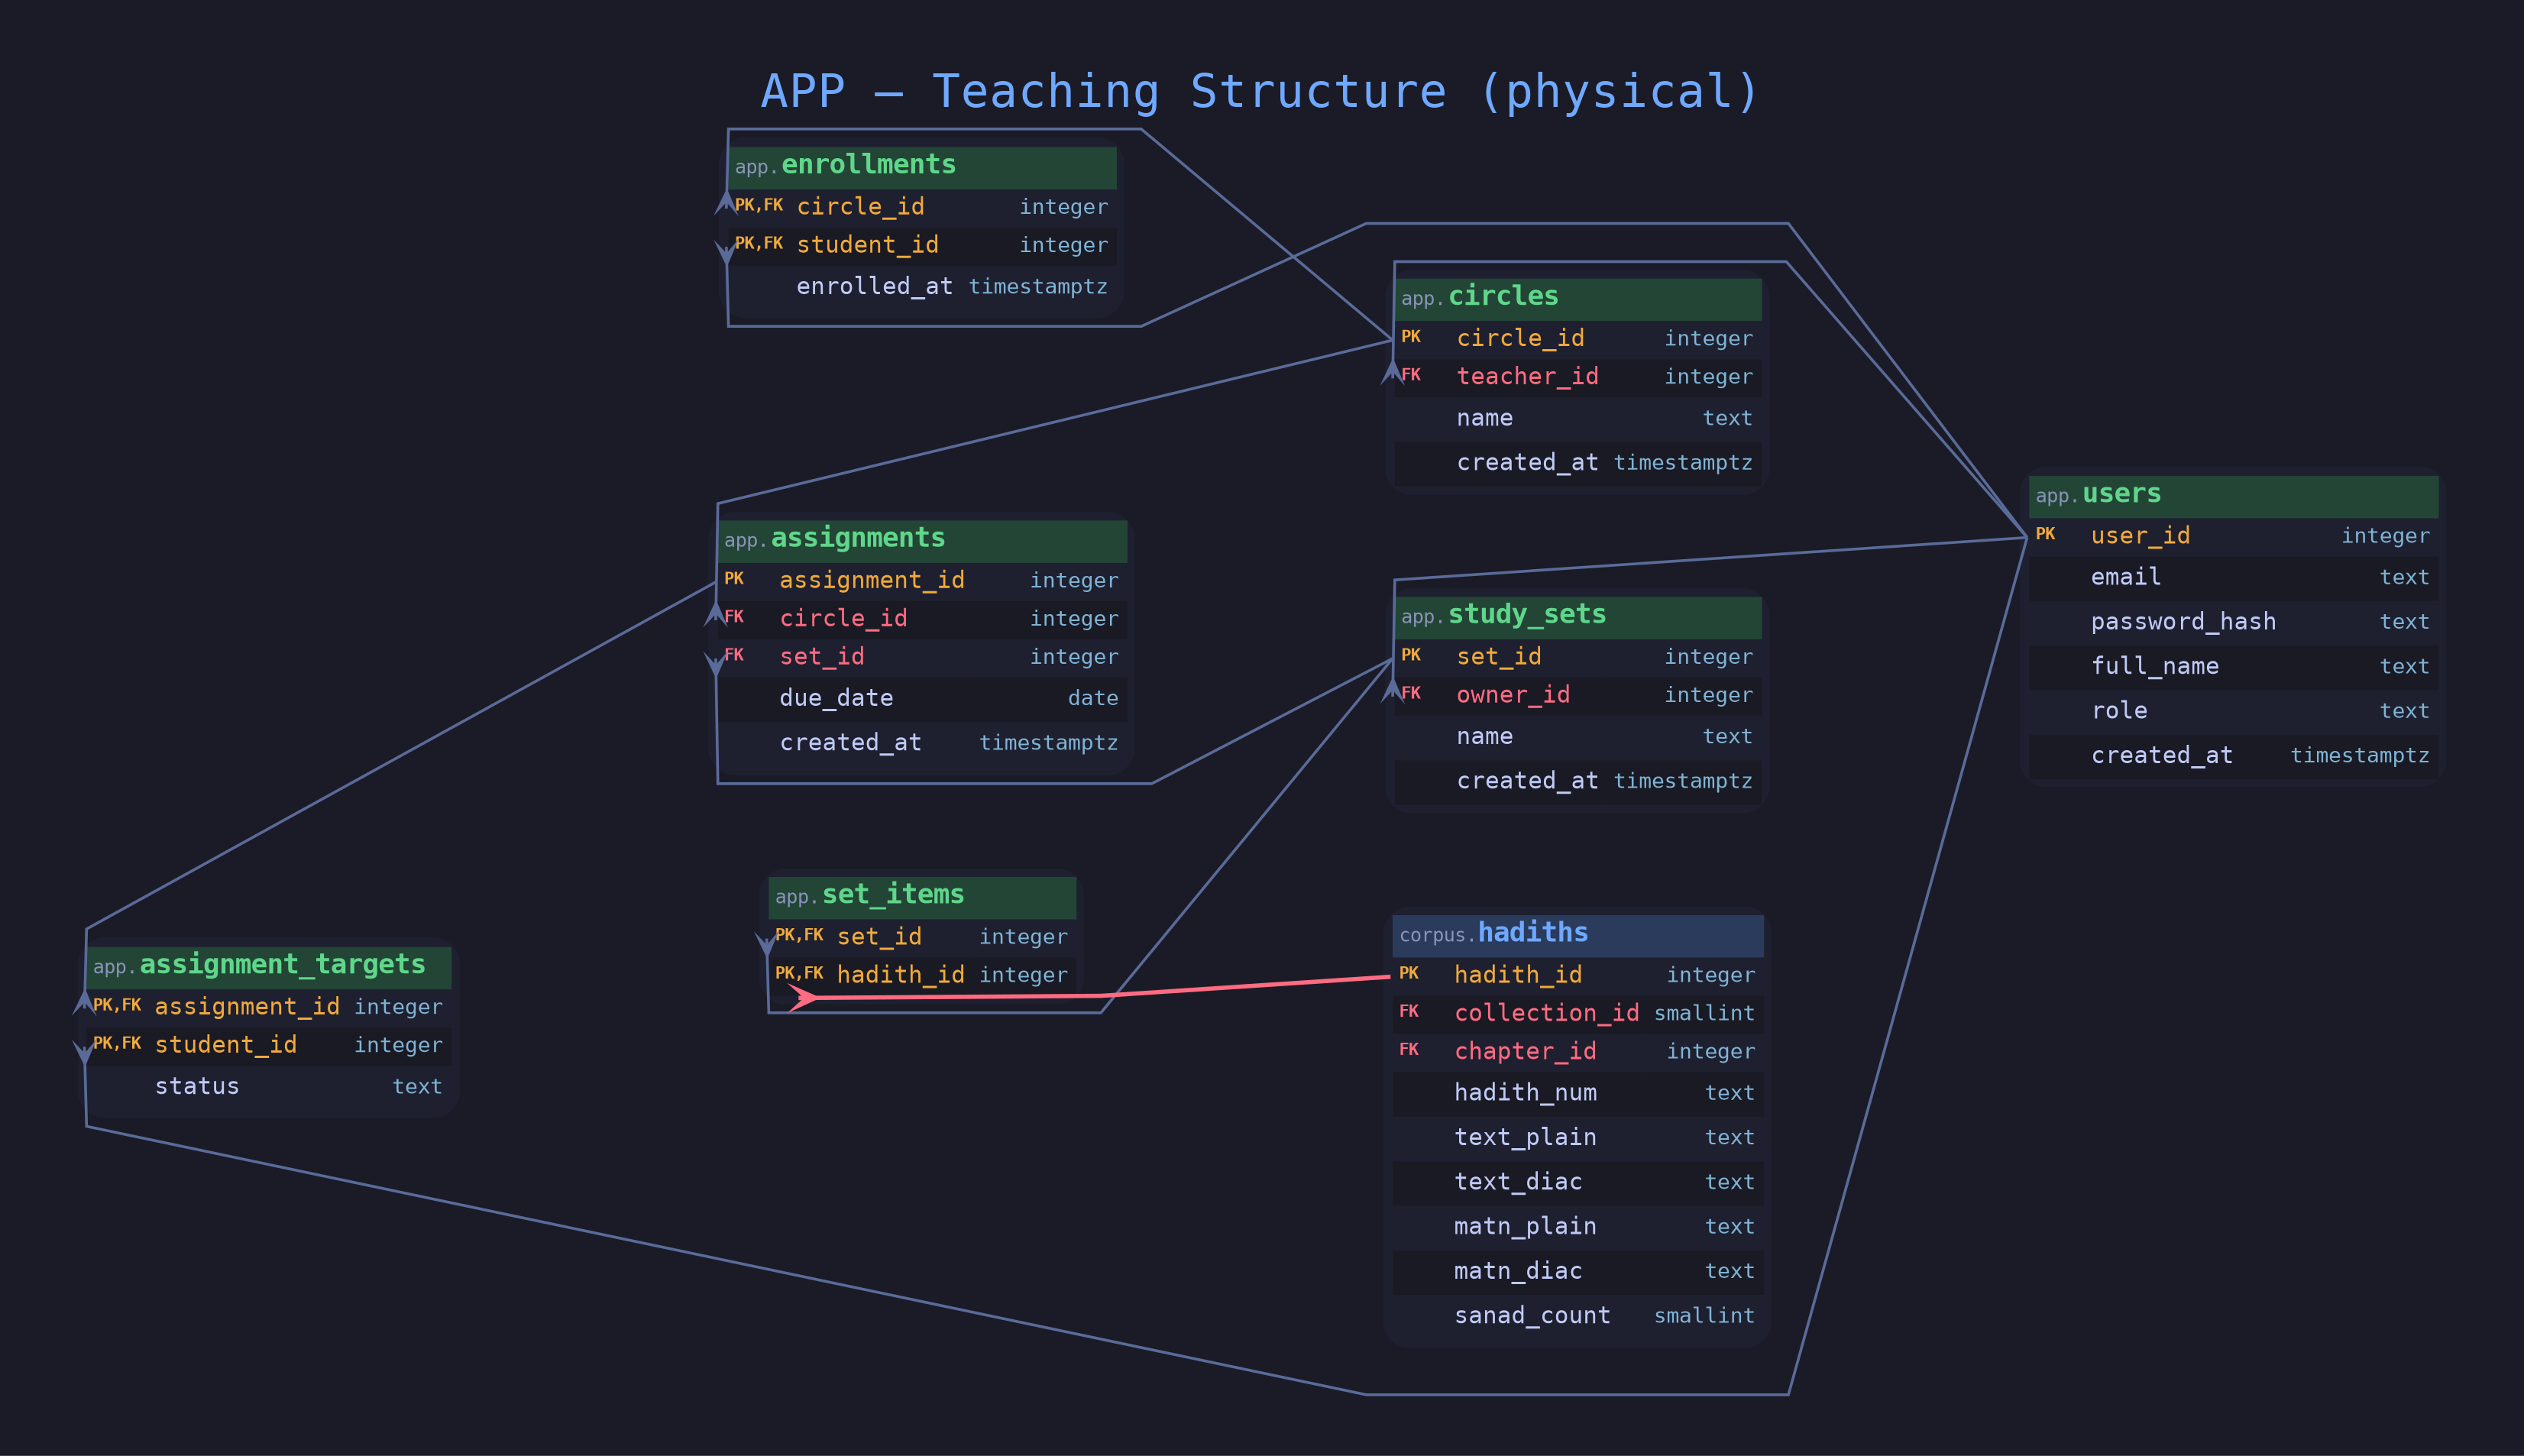 APP — Teaching Structure (physical)
app.enrollments
PK,FK circle_id integer
PK,FK student_id integer
enrolled_at timestamptz
app.circles
PK circle_id integer
FK teacher_id integer
name text
created_at timestamptz
app.users
PK user_id integer
email text
password_hash text
full_name text
role text
created_at timestamptz
app.assignments
PK assignment_id integer
FK circle_id integer
FK set_id integer
due_date date
created_at timestamptz
app.study_sets
PK set_id integer
FK owner_id integer
name text
created_at timestamptz
app.set_items
PK,FK set_id integer
PK,FK hadith_id integer
corpus.hadiths
PK hadith_id integer
FK collection_id smallint
FK chapter_id integer
hadith_num text
text_plain text
text_diac text
matn_plain text
matn_diac text
sanad_count smallint
app.assignment_targets
PK,FK assignment_id integer
PK,FK student_id integer
status text